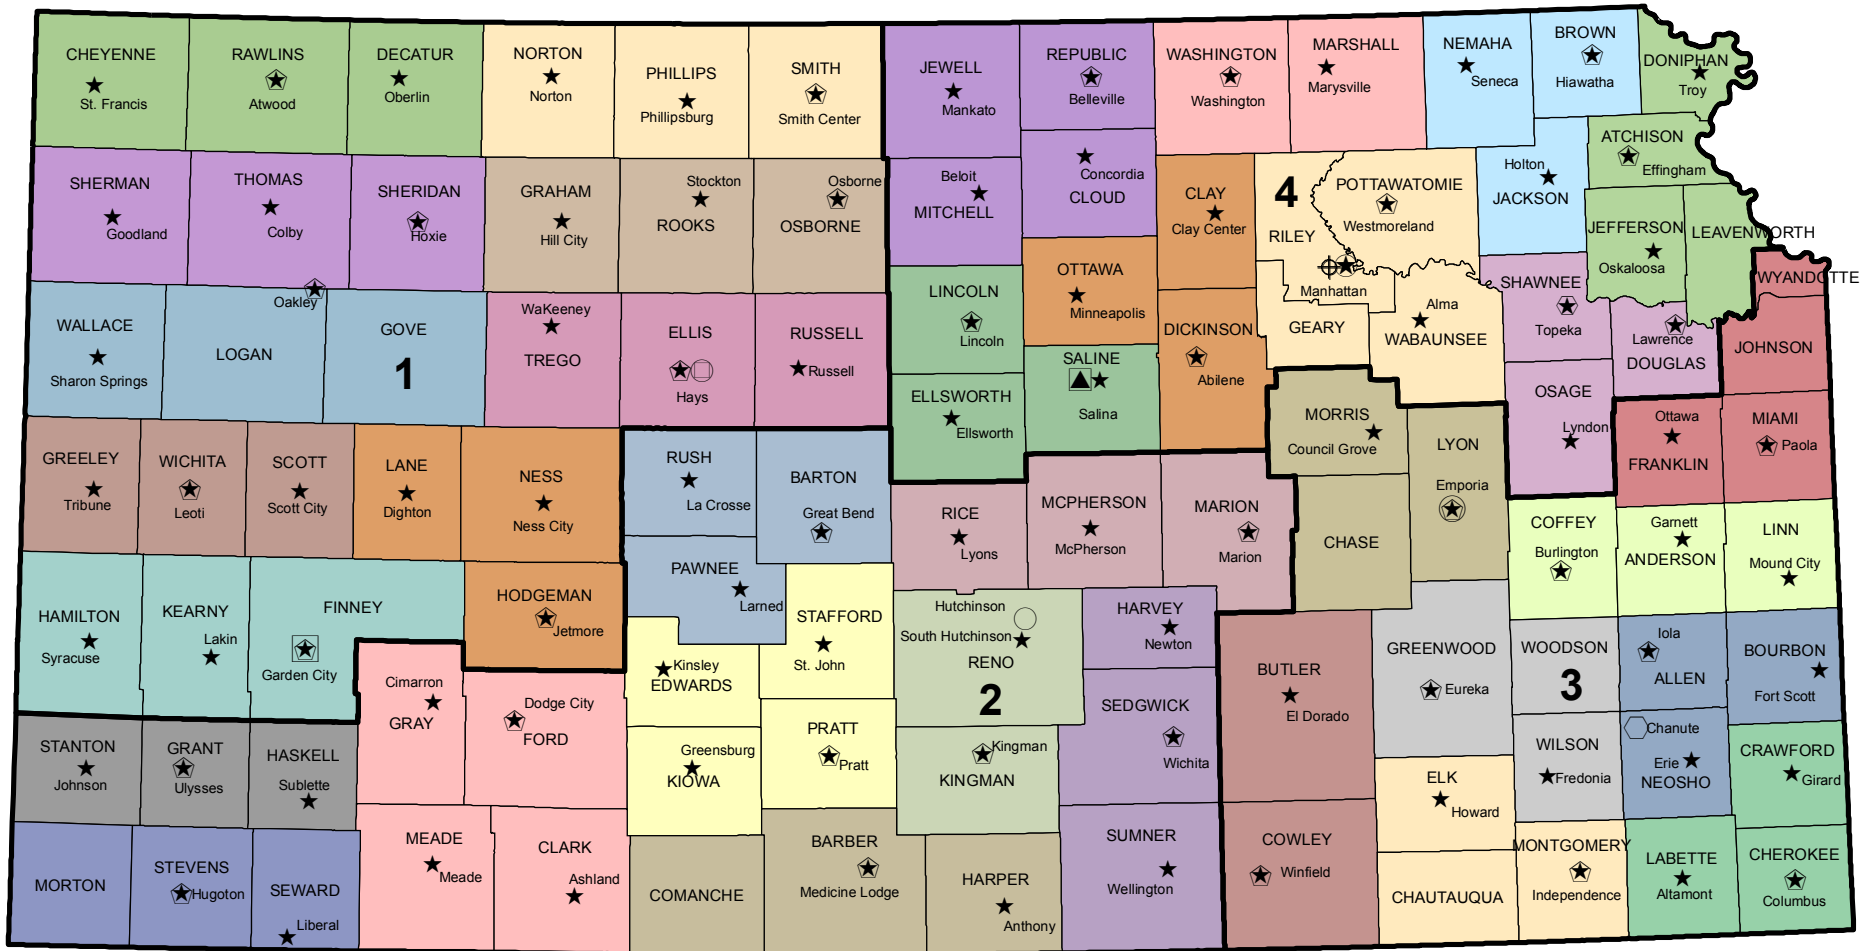 CHEYENNE
St. Francis
RAWLINS
Atwood
DECATUR
Oberlin
NORTON
Norton
PHILLIPS
Phillipsburg
SMITH
Smith Center
JEWELL
Mankato
REPUBLIC
Belleville
WASHINGTON
Washington
MARSHALL
Marysville
NEMAHA
Seneca
BROWN
Hiawatha
DONIPHAN
Troy
SHERMAN
Goodland
THOMAS
Colby
SHERIDAN
Hoxie
GRAHAM
Hill City
Stockton
ROOKS
Osborne
OSBORNE
Beloit
MITCHELL
Concordia
CLOUD
CLAY
Clay Center
4
RILEY
Manhattan
POTTAWATOMIE
Westmoreland
Holton
JACKSON
ATCHISON
Effingham
JEFFERSON
Oskaloosa
LEAVENWORTH
WYANDOTTE
WALLACE
Sharon Springs
Oakley
LOGAN
GOVE
1
WaKeeney
TREGO
ELLIS
Hays
RUSSELL
Russell
LINCOLN
Lincoln
OTTAWA
Minneapolis
SALINE
Salina
DICKINSON
Abilene
GEARY
Alma
WABAUNSEE
SHAWNEE
Topeka
Lawrence
DOUGLAS
JOHNSON
ELLSWORTH
Ellsworth
MORRIS
Council Grove
LYON
Emporia
OSAGE
Lyndon
Ottawa
FRANKLIN
MIAMI
Paola
GREELEY
Tribune
WICHITA
Leoti
SCOTT
Scott City
LANE
Dighton
NESS
Ness City
RUSH
La Crosse
BARTON
Great Bend
RICE
Lyons
MCPHERSON
McPherson
MARION
Marion
CHASE
COFFEY
Burlington
Garnett
ANDERSON
LINN
Mound City
HAMILTON
Syracuse
KEARNY
Lakin
FINNEY
Garden City
HODGEMAN
Jetmore
PAWNEE
Larned
STAFFORD
St. John
Hutchinson
South Hutchinson
RENO
2
HARVEY
Newton
BUTLER
El Dorado
GREENWOOD
Eureka
WOODSON
3
Iola
ALLEN
BOURBON
Fort Scott
Cimarron
GRAY
Dodge City
FORD
Kinsley
EDWARDS
PRATT
Pratt
Kingman
KINGMAN
SEDGWICK
Wichita
STANTON
Johnson
GRANT
Ulysses
HASKELL
Sublette
Greensburg
KIOWA
WILSON
Fredonia
Chanute
Erie
NEOSHO
CRAWFORD
Girard
ELK
Howard
MORTON
STEVENS
Hugoton
SEWARD
Liberal
MEADE
Meade
CLARK
Ashland
COMANCHE
BARBER
Medicine Lodge
HARPER
Anthony
SUMNER
Wellington
COWLEY
Winfield
CHAUTAUQUA
MONTGOMERY
Independence
LABETTE
Altamont
CHEROKEE
Columbus